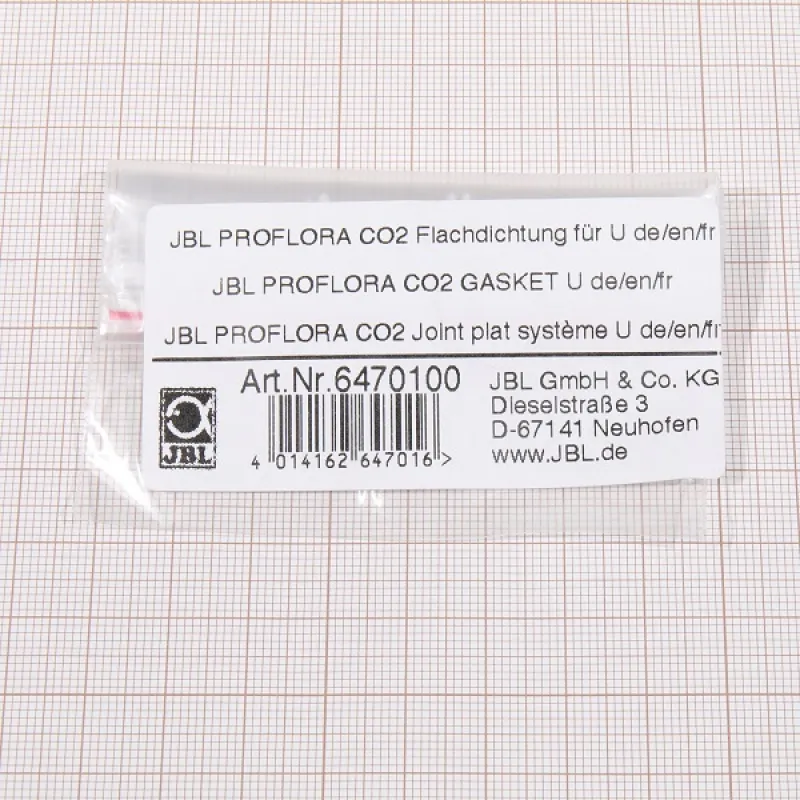 JBL PROFLORA CO2 Flachdichtung für U de/en/fr
JBL PROFLORA CO2 GASKET U de/en/fr
JBL PROFLORA CO2 Joint plat système U de/en/fr
Art.Nr.6470100
4 014162 647016 >
JBL
JBL GmbH & Co. KG
Dieselstraße 3
D-67141 Neuhofen
www.JBL.de